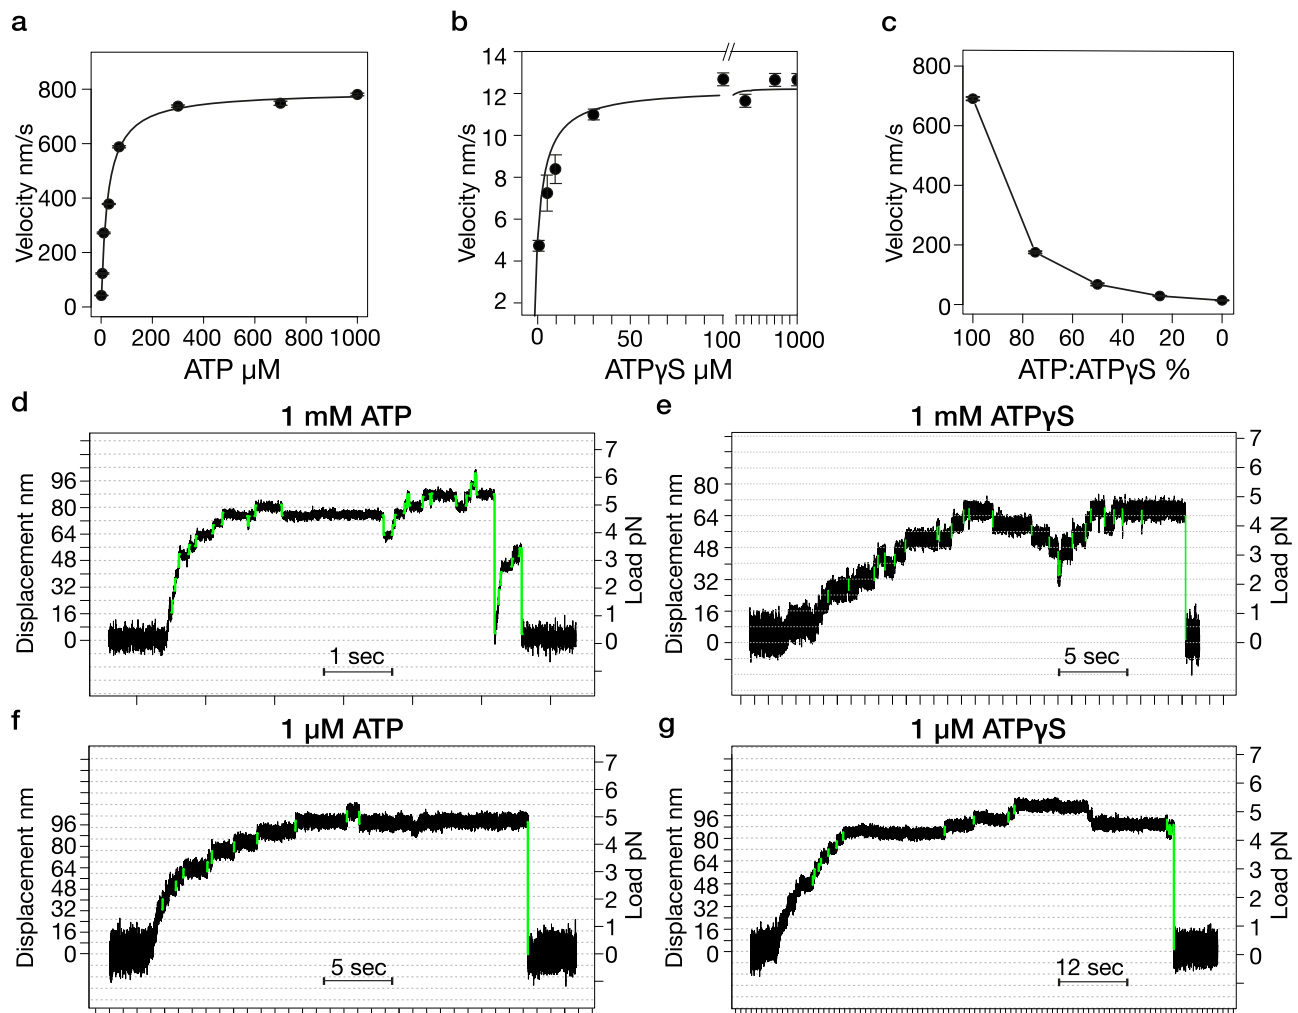 a
Velocity nm/s
800
600
400
200
0
0 200 400 600 800 1000
ATP µM
b
Velocity nm/s
14
12
10
8
6
4
2
0 50 100 1000
ATPγS µM
c
Velocity nm/s
800
600
400
200
0
100 80 60 40 20 0
ATP:ATPγS %
d
1 mM ATP
Displacement nm
96
80
64
48
32
16
0
7
6
5
4
3
2
1
0
Load pN
1 sec
e
1 mM ATPγS
Displacement nm
80
64
48
32
16
0
7
6
5
4
3
2
1
0
Load pN
5 sec
f
1 µM ATP
Displacement nm
96
80
64
48
32
16
0
7
6
5
4
3
2
1
0
Load pN
5 sec
g
1 µM ATPγS
Displacement nm
96
80
64
48
32
16
0
7
6
5
4
3
2
1
0
Load pN
12 sec